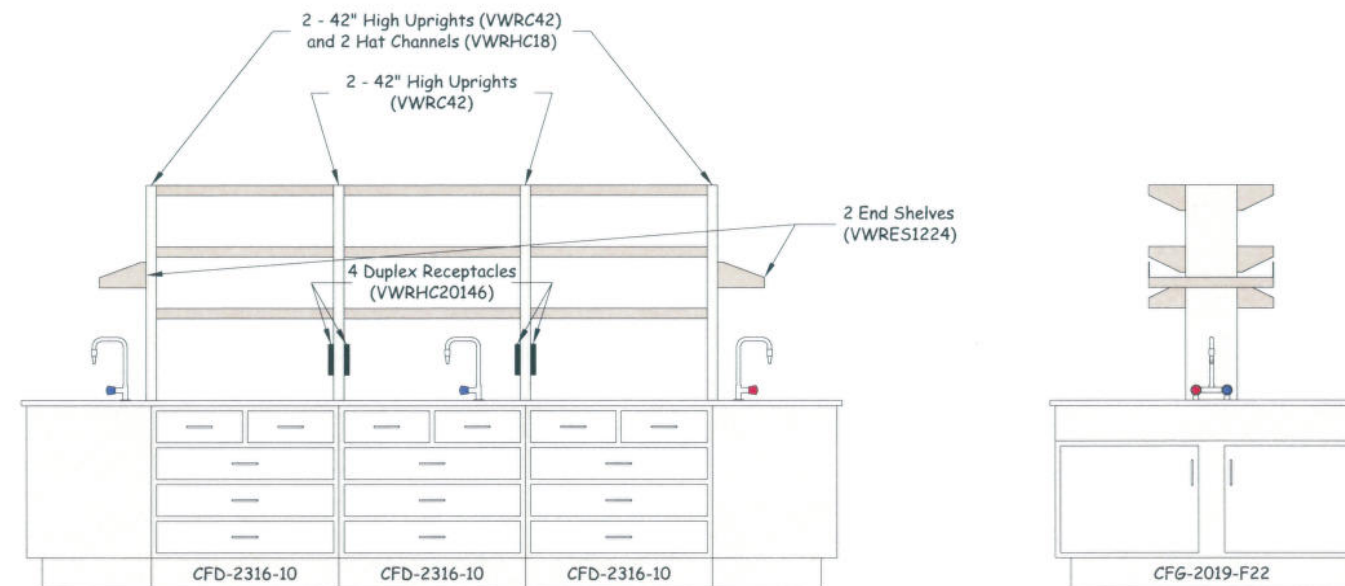 2 - 42" High Uprights (VWRC42)
and 2 Hat Channels (VWRHC18)
2 - 42" High Uprights
(VWRC42)
2 End Shelves
(VWRES1224)
4 Duplex Receptacles
(VWRHC20146)
CFD-2316-10
CFD-2316-10
CFD-2316-10
CFG-2019-F22